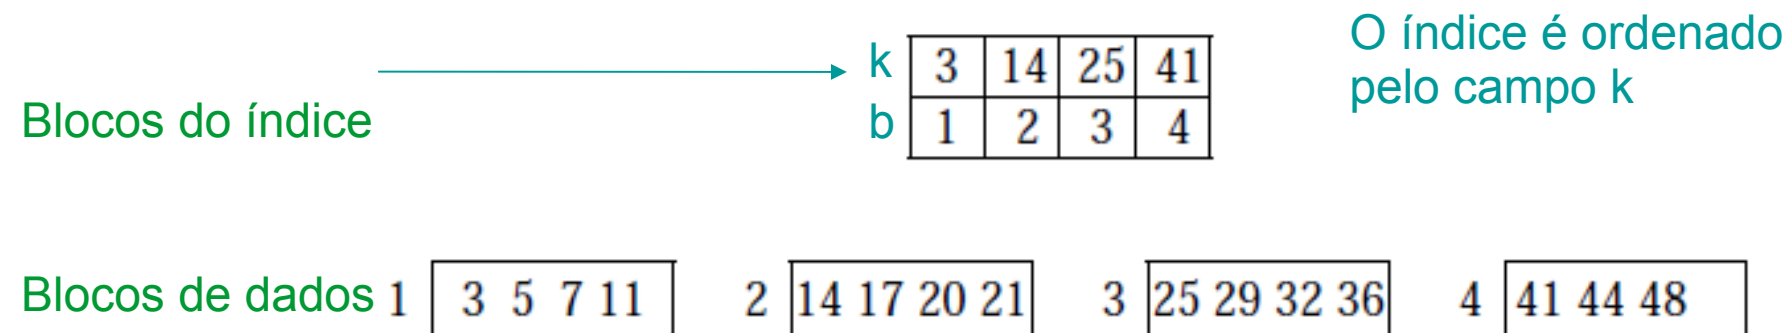 O índice é ordenado
pelo campo k
k 3 14 25 41
Blocos do índice
b 1 2 3 4
Blocos de dados 1 3 5 7 11 2 14 17 20 21 3 25 29 32 36 4 41 44 48